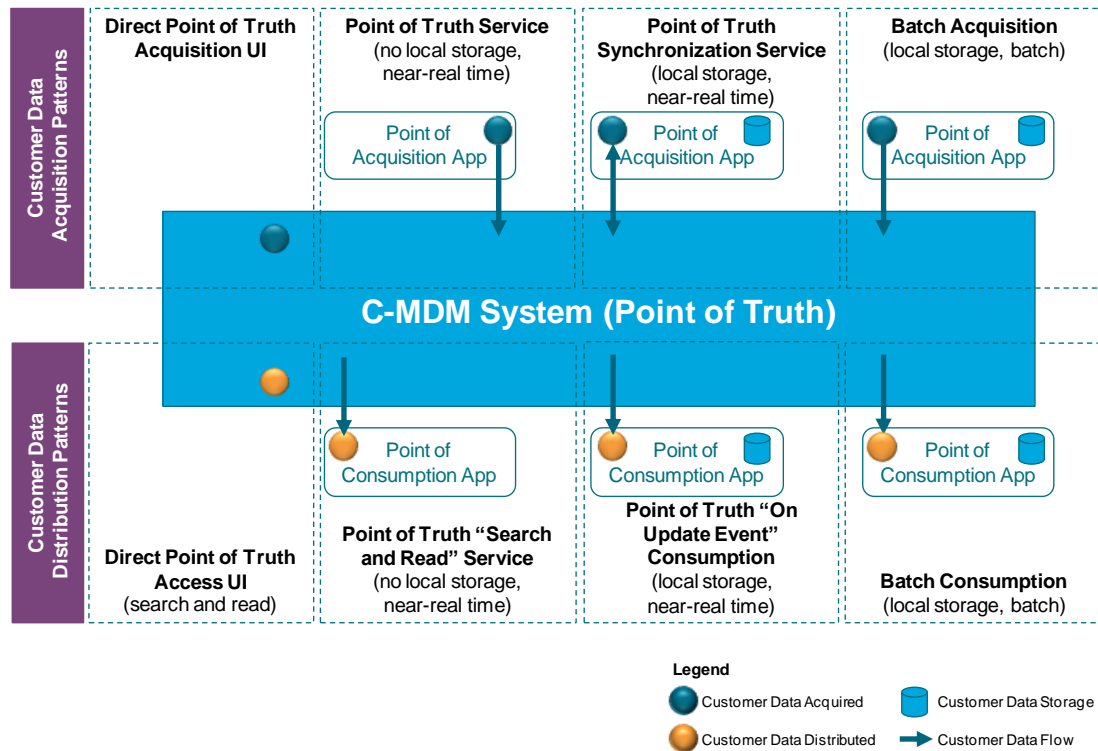 Customer Data
Acquisition Patterns
Direct Point of Truth
Acquisition UI
Point of Truth Service
(no local storage,
near-real time)
Point of Truth
Synchronization Service
(local storage,
near-real time)
Batch Acquisition
(local storage, batch)
Point of
Acquisition App
Point of
Acquisition App
Point of
Acquisition App
C-MDM System (Point of Truth)
Customer Data
Distribution Patterns
Point of
Consumption App
Point of
Consumption App
Point of
Consumption App
Direct Point of Truth
Access UI
(search and read)
Point of Truth “Search
and Read” Service
(no local storage,
near-real time)
Point of Truth “On
Update Event”
Consumption
(local storage,
near-real time)
Batch Consumption
(local storage, batch)
Legend
Customer Data Acquired
Customer Data Storage
Customer Data Distributed
Customer Data Flow